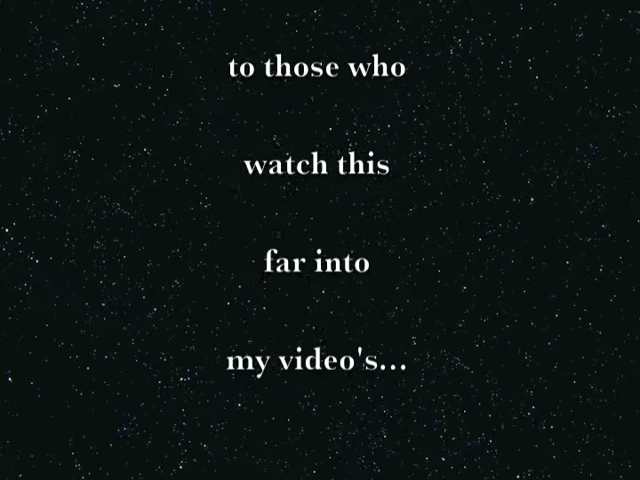 to those who
watch this
far into
my video's...